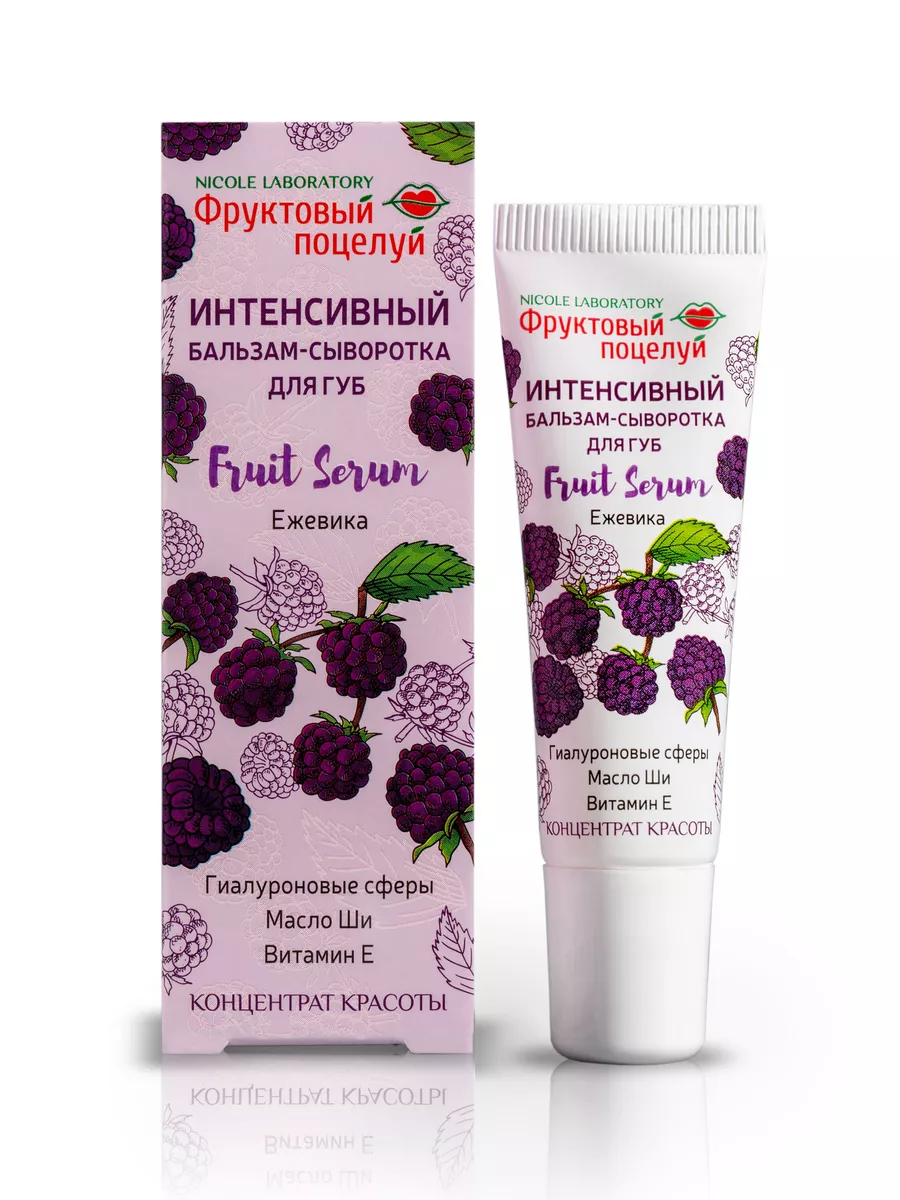 NICOLE LABORATORY
Фруктовый
поцелуй
ИНТЕНСИВНЫЙ
БАЛЬЗАМ-СЫВОРОТКА
ДЛЯ ГУБ
Fruit Serum
Ежевика
Гиалуроновые сферы
Масло Ши
Витамин Е
КОНЦЕНТРАТ КРАСОТЫ
NICOLE LABORATORY
Фруктовый
поцелуй
ИНТЕНСИВНЫЙ
БАЛЬЗАМ-СЫВОРОТКА
ДЛЯ ГУБ
Fruit Serum
Ежевика
Гиалуроновые сферы
Масло Ши
Витамин Е
КОНЦЕНТРАТ КРАСОТЫ